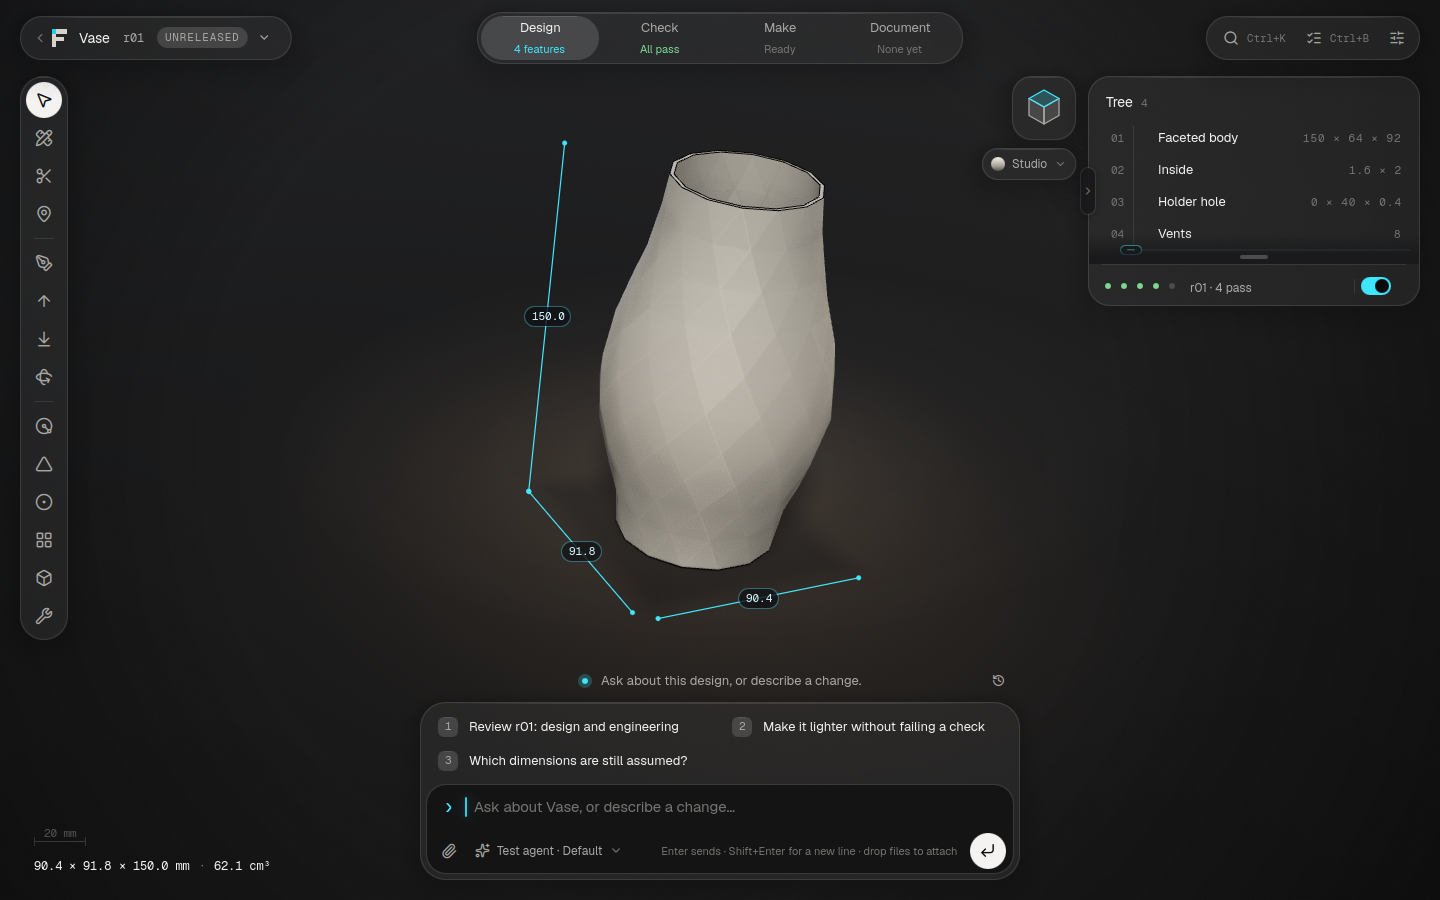 Vase r01 UNRELEASED
Design
4 features
Check
All pass
Make
Ready
Document
None yet
Ctrl+K
Ctrl+B
Studio
Tree 4
01 Faceted body 150 × 64 × 92
02 Inside 1.6 × 2
03 Holder hole 0 × 40 × 0.4
04 Vents 8
r01 · 4 pass
150.0
91.8
90.4
Ask about this design, or describe a change.
1 Review r01: design and engineering
2 Make it lighter without failing a check
3 Which dimensions are still assumed?
Ask about Vase, or describe a change...
Test agent · Default
Enter sends · Shift+Enter for a new line · drop files to attach
20 mm
90.4 × 91.8 × 150.0 mm · 62.1 cm³